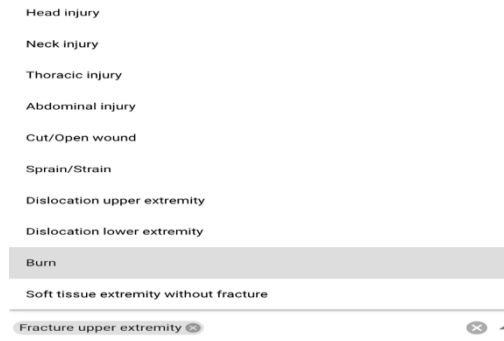 Head injury
Neck injury
Thoracic injury
Abdominal injury
Cut/Open wound
Sprain/Strain
Dislocation upper extremity
Dislocation lower extremity
Burn
Soft tissue extremity without fracture
Fracture upper extremity